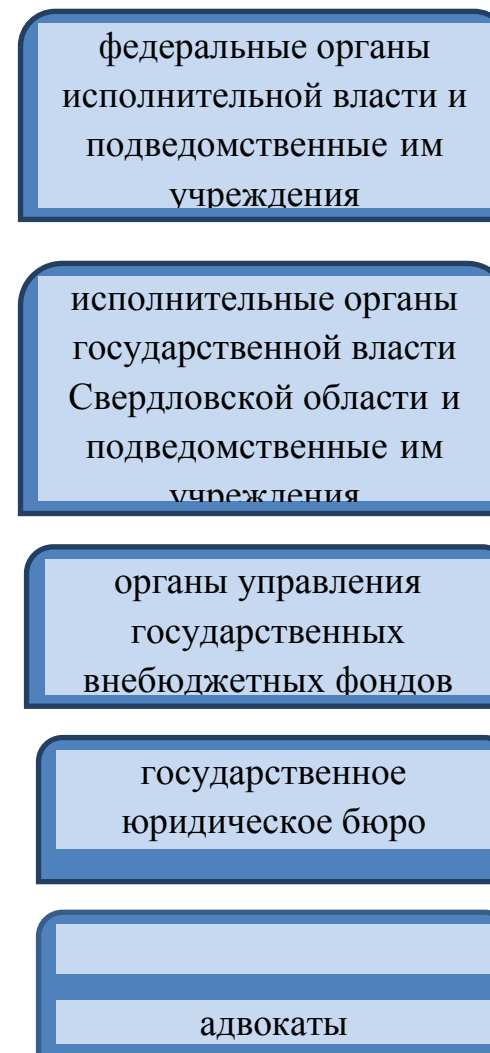 федеральные органы
исполнительной власти и
подведомственные им
учреждения
исполнительные органы
государственной власти
Свердловской области и
подведомственные им
учреждения
органы управления
государственных
внебюджетных фондов
государственное
юридическое бюро
адвокаты